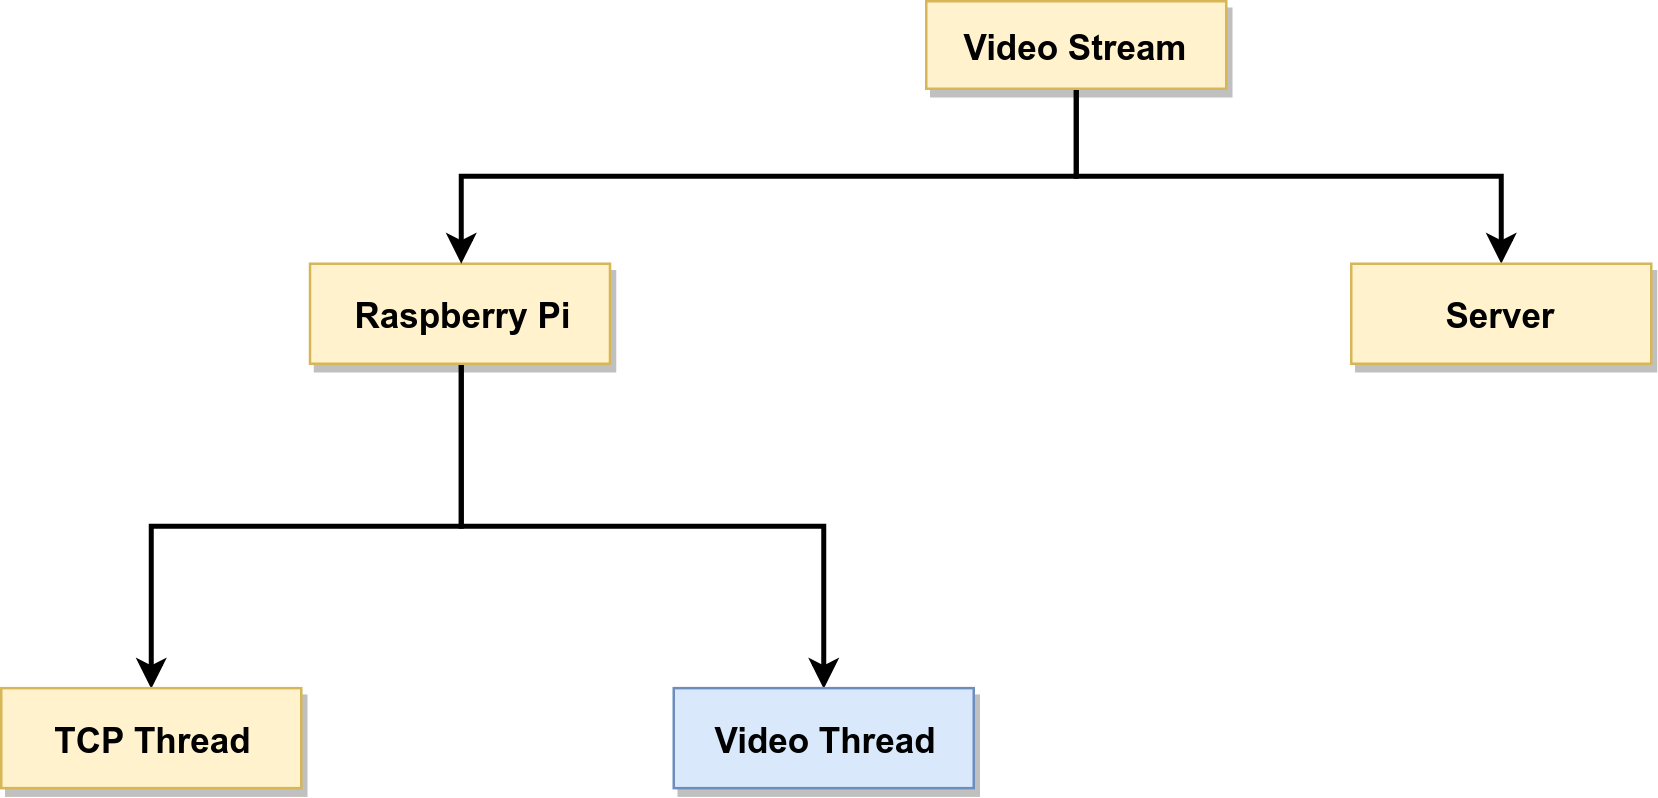 Video Stream
Raspberry Pi
Server
TCP Thread
Video Thread